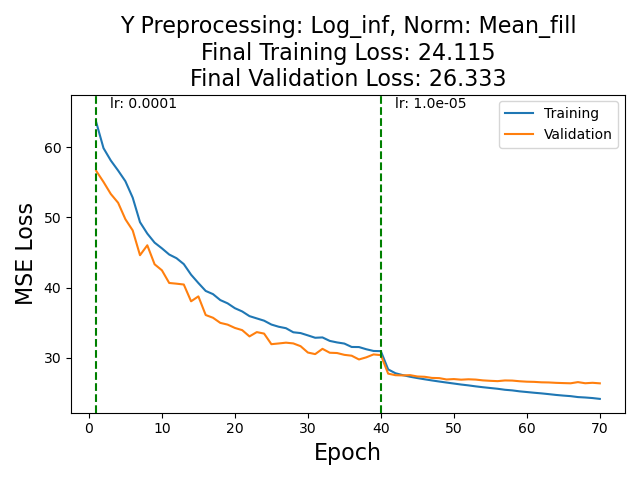 Y Preprocessing: Log_inf, Norm: Mean_fill
Final Training Loss: 24.115
Final Validation Loss: 26.333
lr: 0.0001
lr: 1.0e-05
Training
Validation
MSE Loss
60
50
40
30
0 10 20 30 40 50 60 70
Epoch